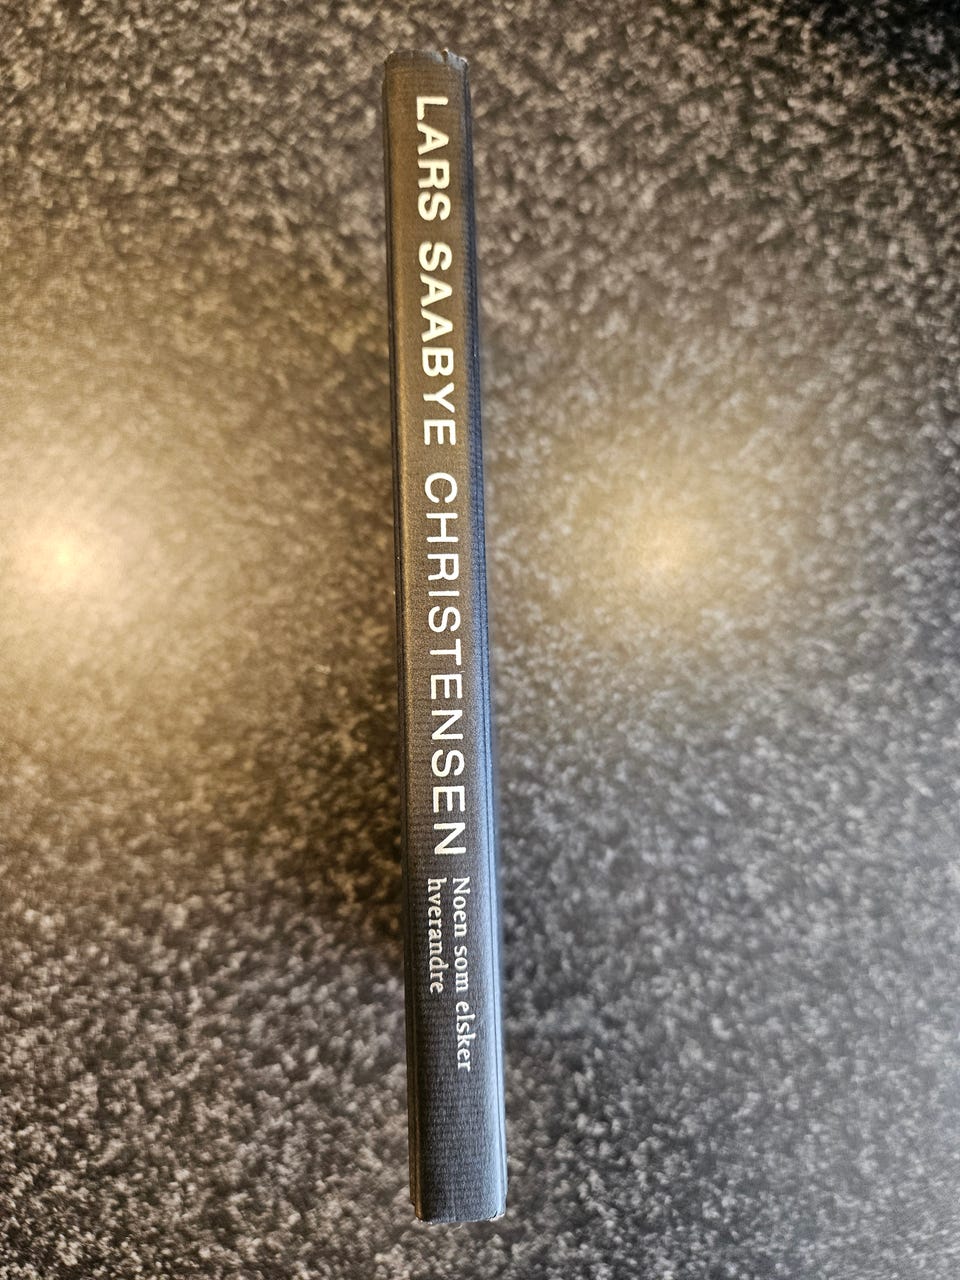 LARS SAABYE CHRISTENSEN
Noen som elsker
hverandre